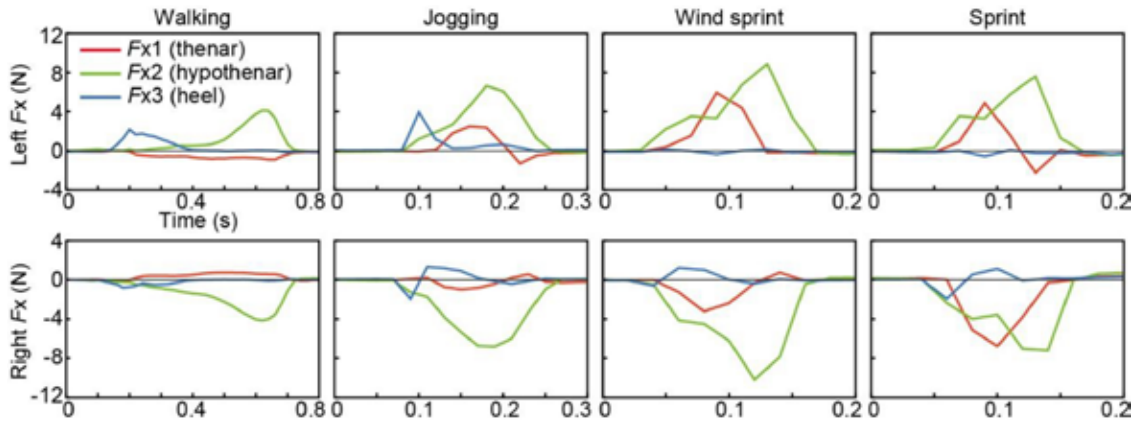 Walking Jogging Wind sprint Sprint
12
8
4
0
-4
Left Fx (N)
Fx1 (thenar)
Fx2 (hypothenar)
Fx3 (heel)
0 0.4 0.8 0 0.1 0.2 0.3 0 0.1 0.2 0 0.1 0.2
Time (s)
4
0
-4
-8
-12
Right Fx (N)
0 0.4 0.8 0 0.1 0.2 0.3 0 0.1 0.2 0 0.1 0.2